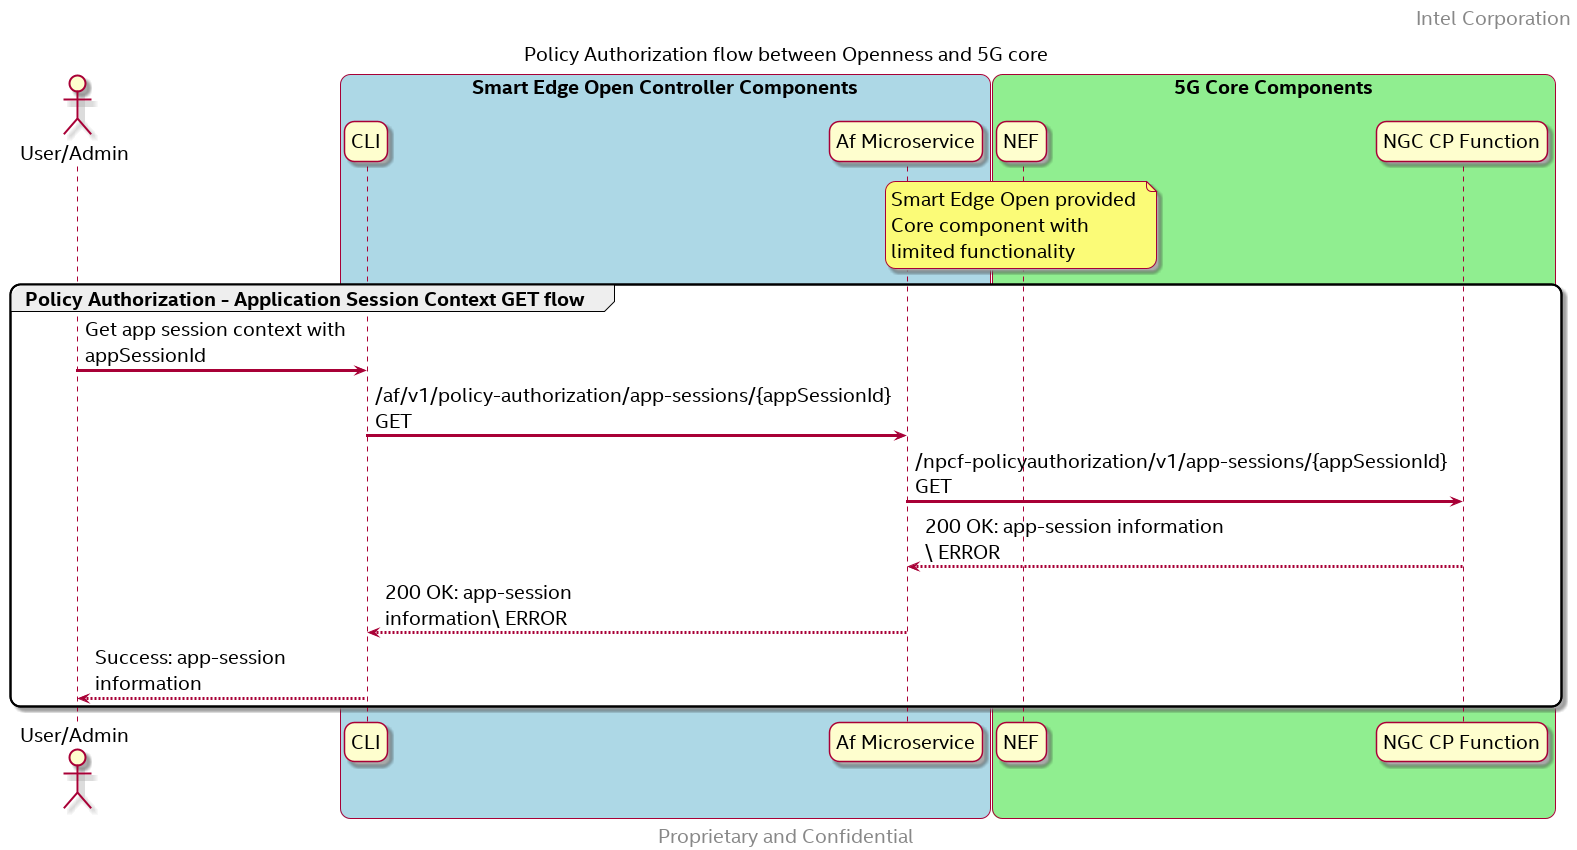 Intel Corporation
Policy Authorization flow between Openness and 5G core
Smart Edge Open Controller Components
5G Core Components
User/Admin
CLI
Af Microservice
NEF
NGC CP Function
Smart Edge Open provided
Core component with
limited functionality
Policy Authorization - Application Session Context GET flow
Get app session context with
appSessionId
/af/v1/policy-authorization/app-sessions/{appSessionId}
GET
/npcf-policyauthorization/v1/app-sessions/{appSessionId}
GET
200 OK: app-session information
\ ERROR
200 OK: app-session
information\ ERROR
Success: app-session
information
User/Admin
CLI
Af Microservice
NEF
NGC CP Function
Proprietary and Confidential